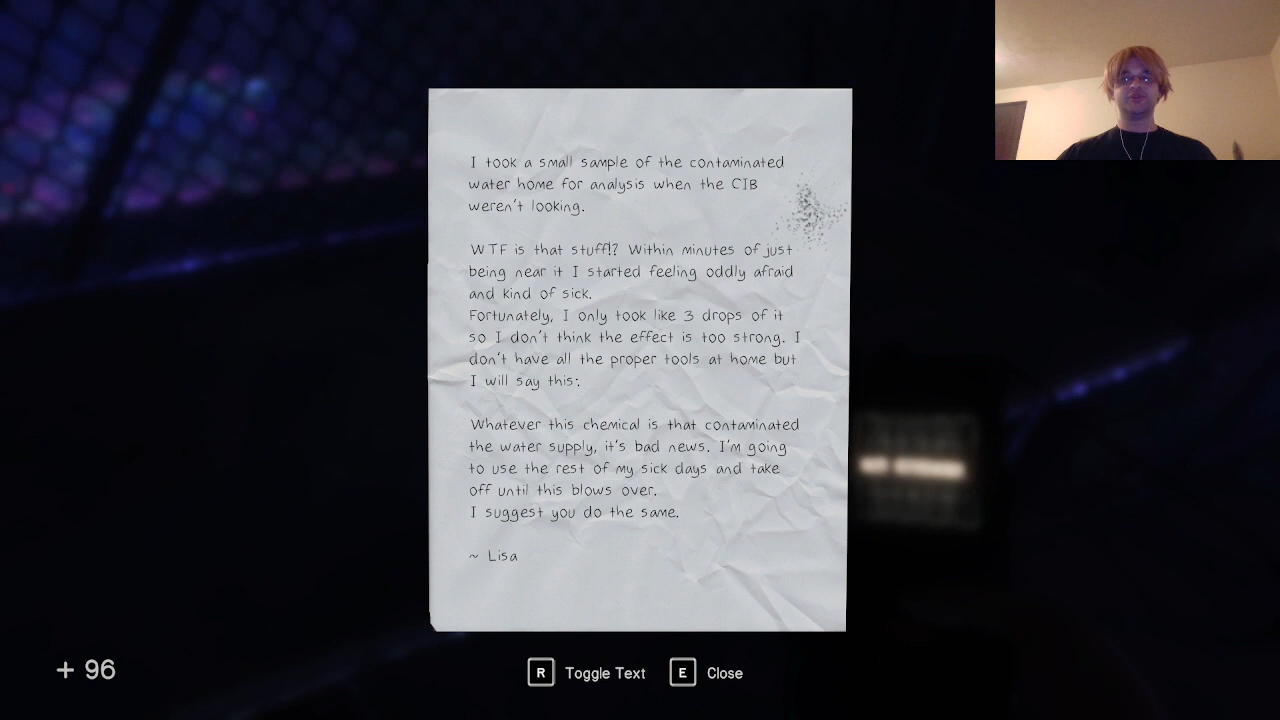 I took a small sample of the contaminated
water home for analysis when the CIB
weren't looking.
WTF is that stuff!? Within minutes of just
being near it I started feeling oddly afraid
and kind of sick.
Fortunately, I only took like 3 drops of it
so I don't think the effect is too strong. I
don't have all the proper tools at home but
I will say this:
Whatever this chemical is that contaminated
the water supply, it's bad news. I'm going
to use the rest of my sick days and take
off until this blows over.
I suggest you do the same.
~ Lisa
+ 96
R Toggle Text E Close